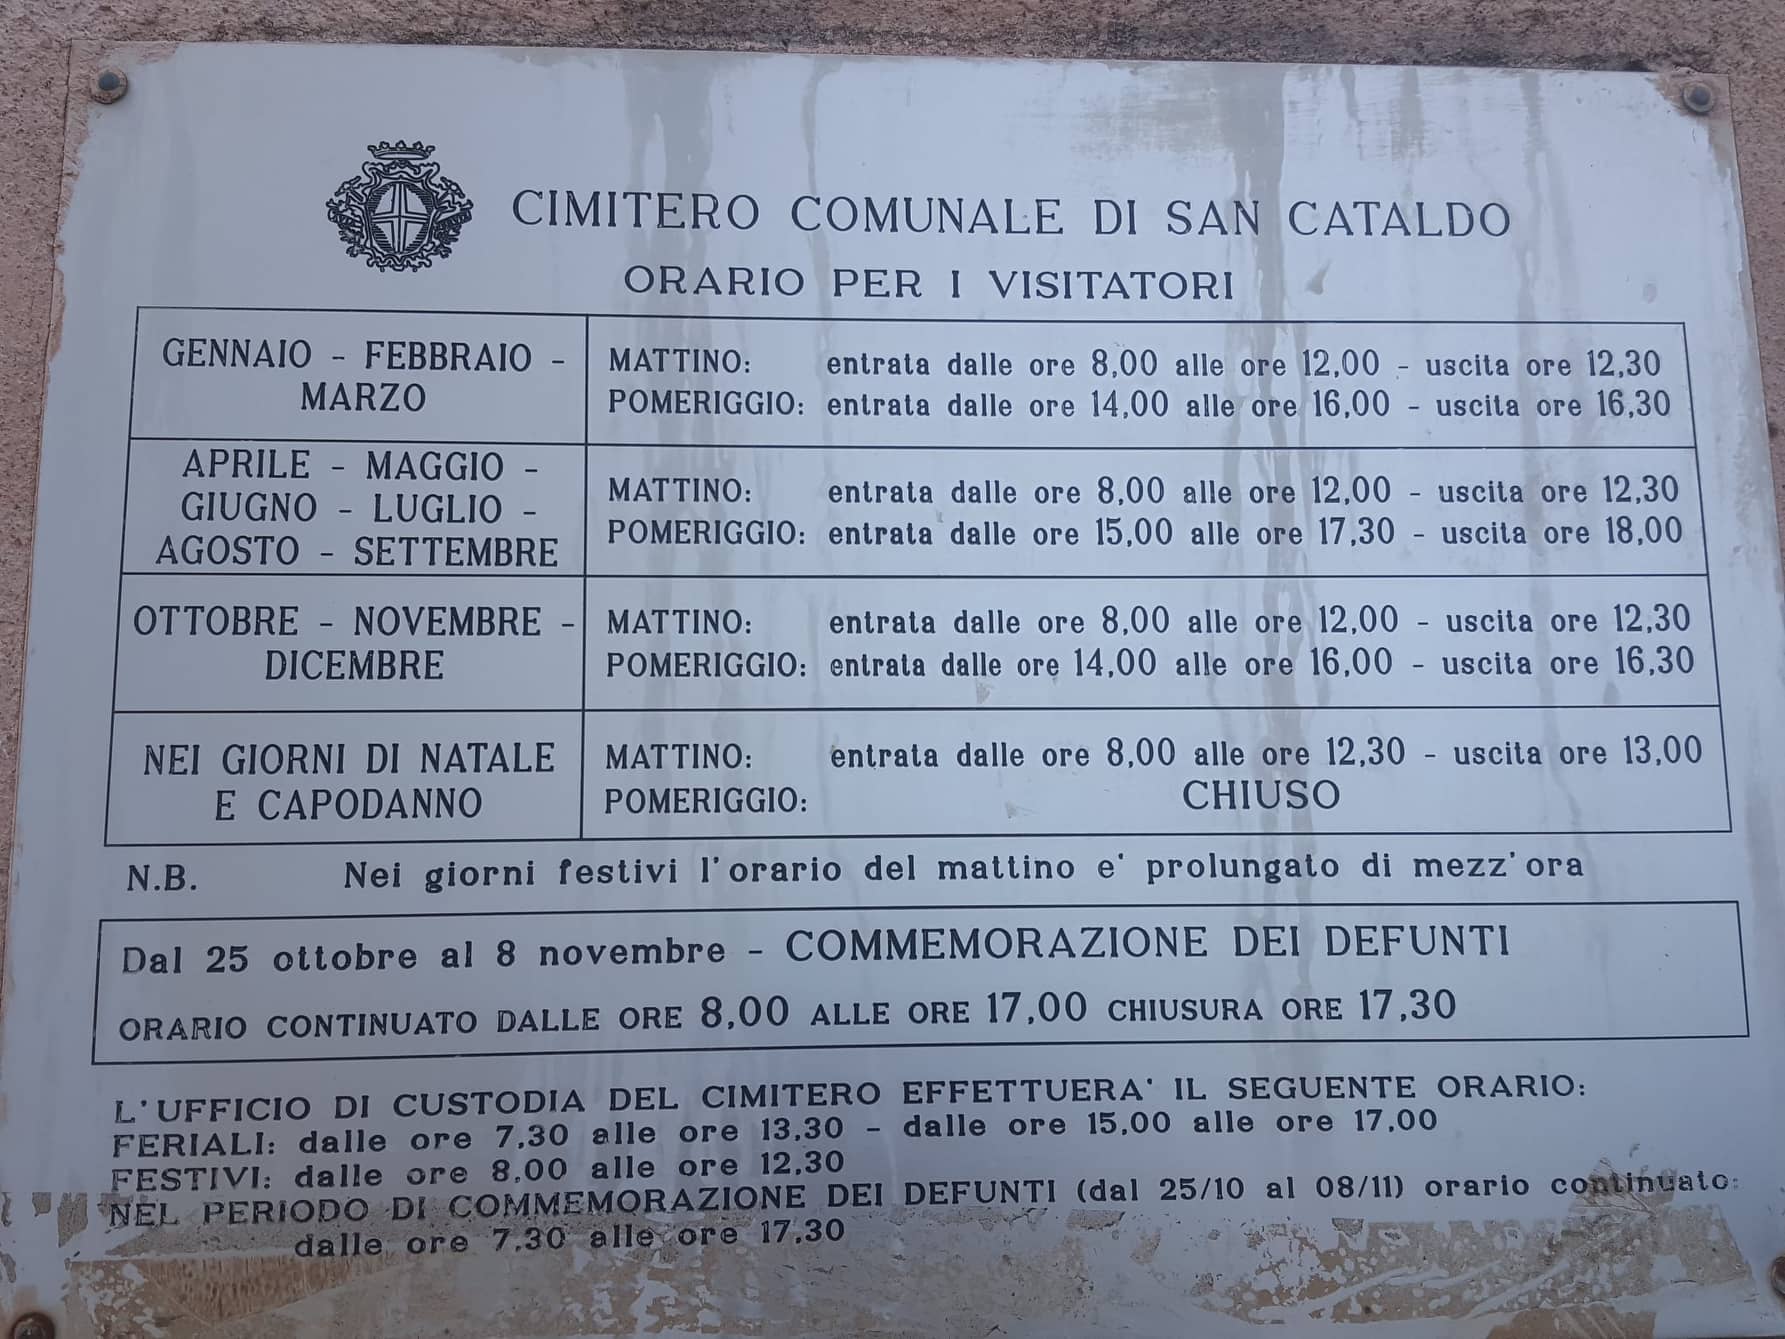 CIMITERO COMUNALE DI SAN CATALDO
ORARIO PER I VISITATORI
GENNAIO - FEBBRAIO -
MARZO
MATTINO: entrata dalle ore 8,00 alle ore 12,00 - uscita ore 12,30
POMERIGGIO: entrata dalle ore 14,00 alle ore 16,00 - uscita ore 16,30
APRILE - MAGGIO -
GIUGNO - LUGLIO -
AGOSTO - SETTEMBRE
MATTINO: entrata dalle ore 8,00 alle ore 12,00 - uscita ore 12,30
POMERIGGIO: entrata dalle ore 15,00 alle ore 17,30 - uscita ore 18,00
OTTOBRE - NOVEMBRE -
DICEMBRE
MATTINO: entrata dalle ore 8,00 alle ore 12,00 - uscita ore 12,30
POMERIGGIO: entrata dalle ore 14,00 alle ore 16,00 - uscita ore 16,30
NEI GIORNI DI NATALE
E CAPODANNO
MATTINO: entrata dalle ore 8,00 alle ore 12,30 - uscita ore 13,00
POMERIGGIO: CHIUSO
N.B. Nei giorni festivi l'orario del mattino e' prolungato di mezz'ora
Dal 25 ottobre al 8 novembre - COMMEMORAZIONE DEI DEFUNTI
ORARIO CONTINUATO DALLE ORE 8,00 ALLE ORE 17,00 CHIUSURA ORE 17,30
L'UFFICIO DI CUSTODIA DEL CIMITERO EFFETTUERA' IL SEGUENTE ORARIO:
FERIALI: dalle ore 7,30 alle ore 13,30 - dalle ore 15,00 alle ore 17,00
FESTIVI: dalle ore 8,00 alle ore 12,30
NEL PERIODO DI COMMEMORAZIONE DEI DEFUNTI (dal 25/10 al 08/11) orario continuato:
dalle ore 7,30 alle ore 17,30